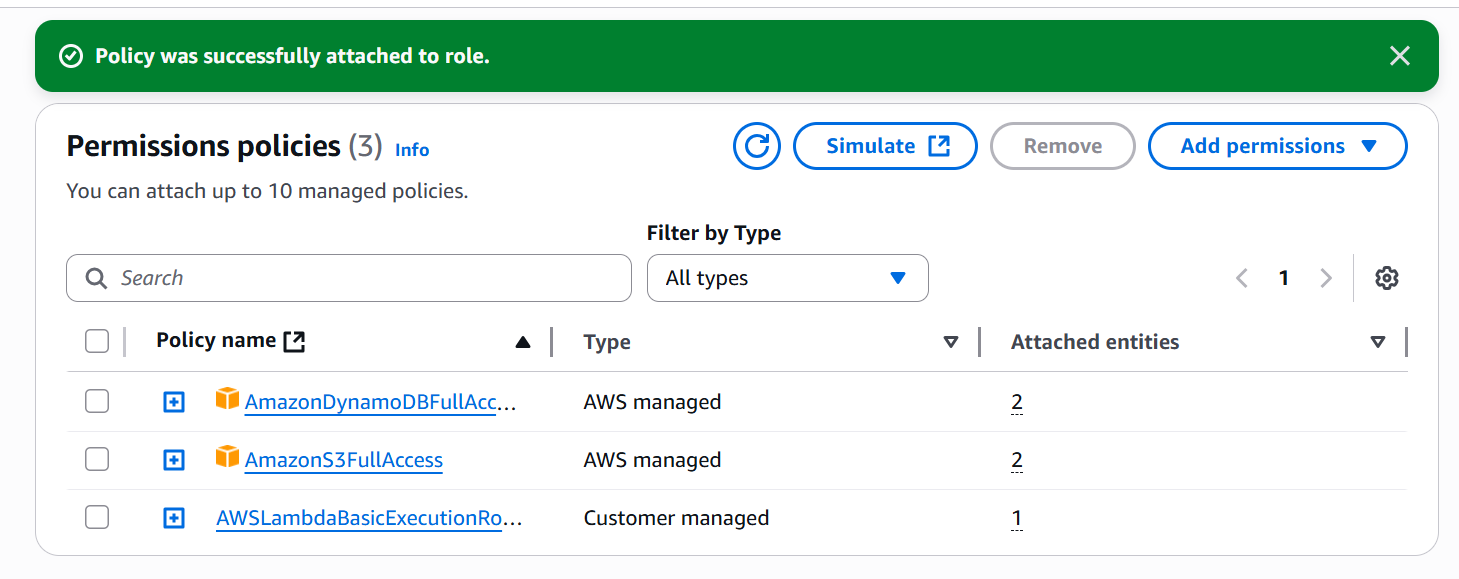 Policy was successfully attached to role.
Permissions policies (3) Info
Simulate
Remove
Add permissions
You can attach up to 10 managed policies.
Filter by Type
Search
All types
1
Policy name
Type
Attached entities
AmazonDynamoDBFullAcc...
AWS managed
2
AmazonS3FullAccess
AWS managed
2
AWSLambdaBasicExecutionRo...
Customer managed
1